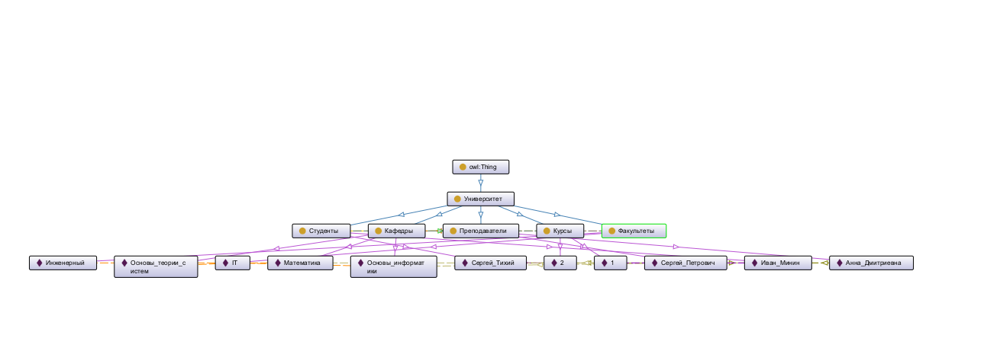 owl:Thing
Университет
Студенты
Кафедры
Преподаватели
Курсы
Факультеты
Инженерный
Основы_теории_с
истем
IT
Математика
Основы_информат
ики
Сергей_Тихий
2
1
Сергей_Петрович
Иван_Минин
Анна_Дмитриевна